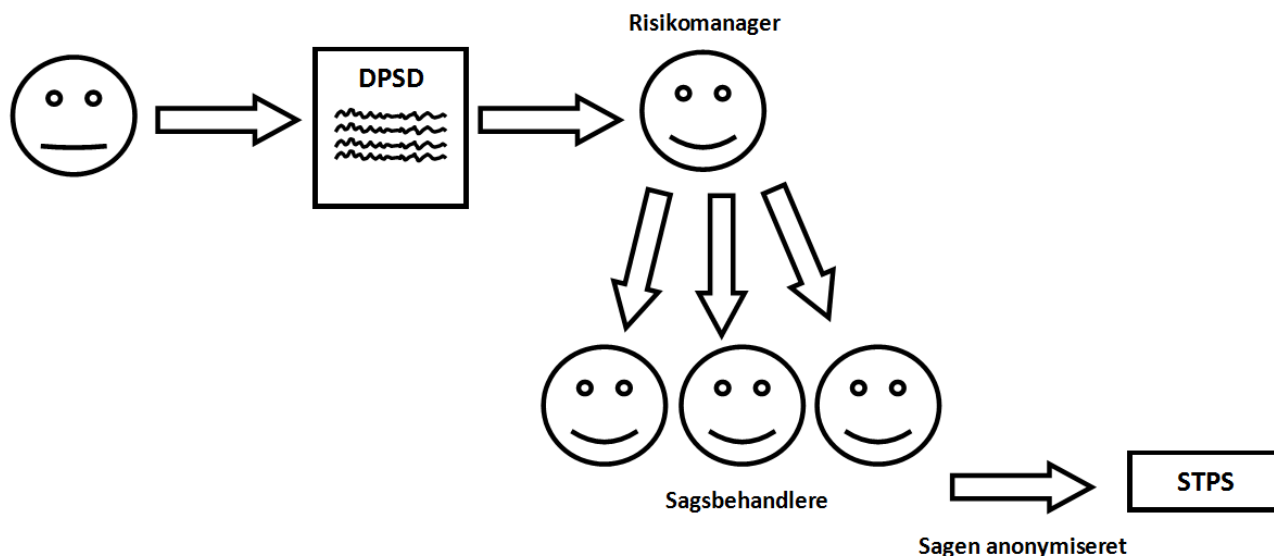 Risikomanager
DPSD
Sagsbehandlere
STPS
Sagen anonymiseret